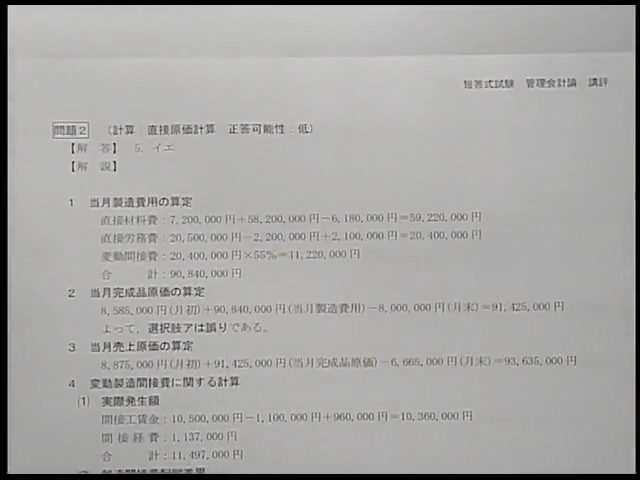 短答式試験 管理会計論 講評
問題2 (計算 直接原価計算 正答可能性:低)
【解 答】 5. イエ
【解 説】
1 当月製造費用の算定
直接材料費:7,200,000円+58,200,000円-6,180,000円=59,220,000円
直接労務費:20,500,000円-2,200,000円+2,100,000円=20,400,000円
変動間接費:20,400,000円×55%=11,220,000円
合 計:90,840,000円
2 当月完成品原価の算定
8,585,000円(月初)+90,840,000円(当月製造費用)-8,000,000円(月末)=91,425,000円
よって、選択肢アは誤りである。
3 当月売上原価の算定
8,875,000円(月初)+91,425,000円(当月完成品原価)-6,665,000円(月末)=93,635,000円
4 変動製造間接費に関する計算
(1) 実際発生額
間接工賃金:10,500,000円-1,100,000円+960,000円=10,360,000円
間接経費:1,137,000円
合 計:11,497,000円